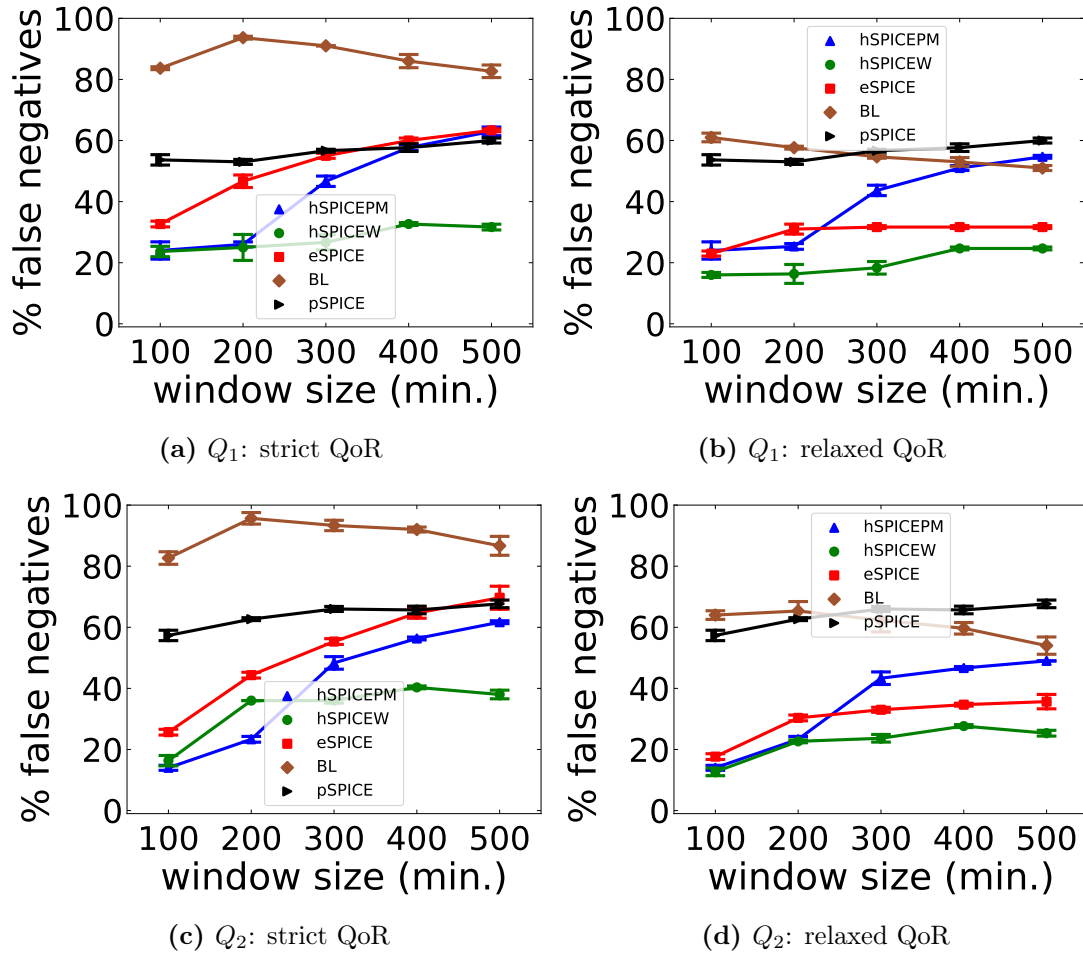 % false negatives
100
80
60
40
20
0
hSPICEPM
hSPICEW
eSPICE
BL
pSPICE
100 200 300 400 500
window size (min.)
(a) Q1: strict QoR
% false negatives
100
80
60
40
20
0
hSPICEPM
hSPICEW
eSPICE
BL
pSPICE
100 200 300 400 500
window size (min.)
(b) Q1: relaxed QoR
% false negatives
100
80
60
40
20
0
hSPICEPM
hSPICEW
eSPICE
BL
pSPICE
100 200 300 400 500
window size (min.)
(c) Q2: strict QoR
% false negatives
100
80
60
40
20
0
hSPICEPM
hSPICEW
eSPICE
BL
pSPICE
100 200 300 400 500
window size (min.)
(d) Q2: relaxed QoR